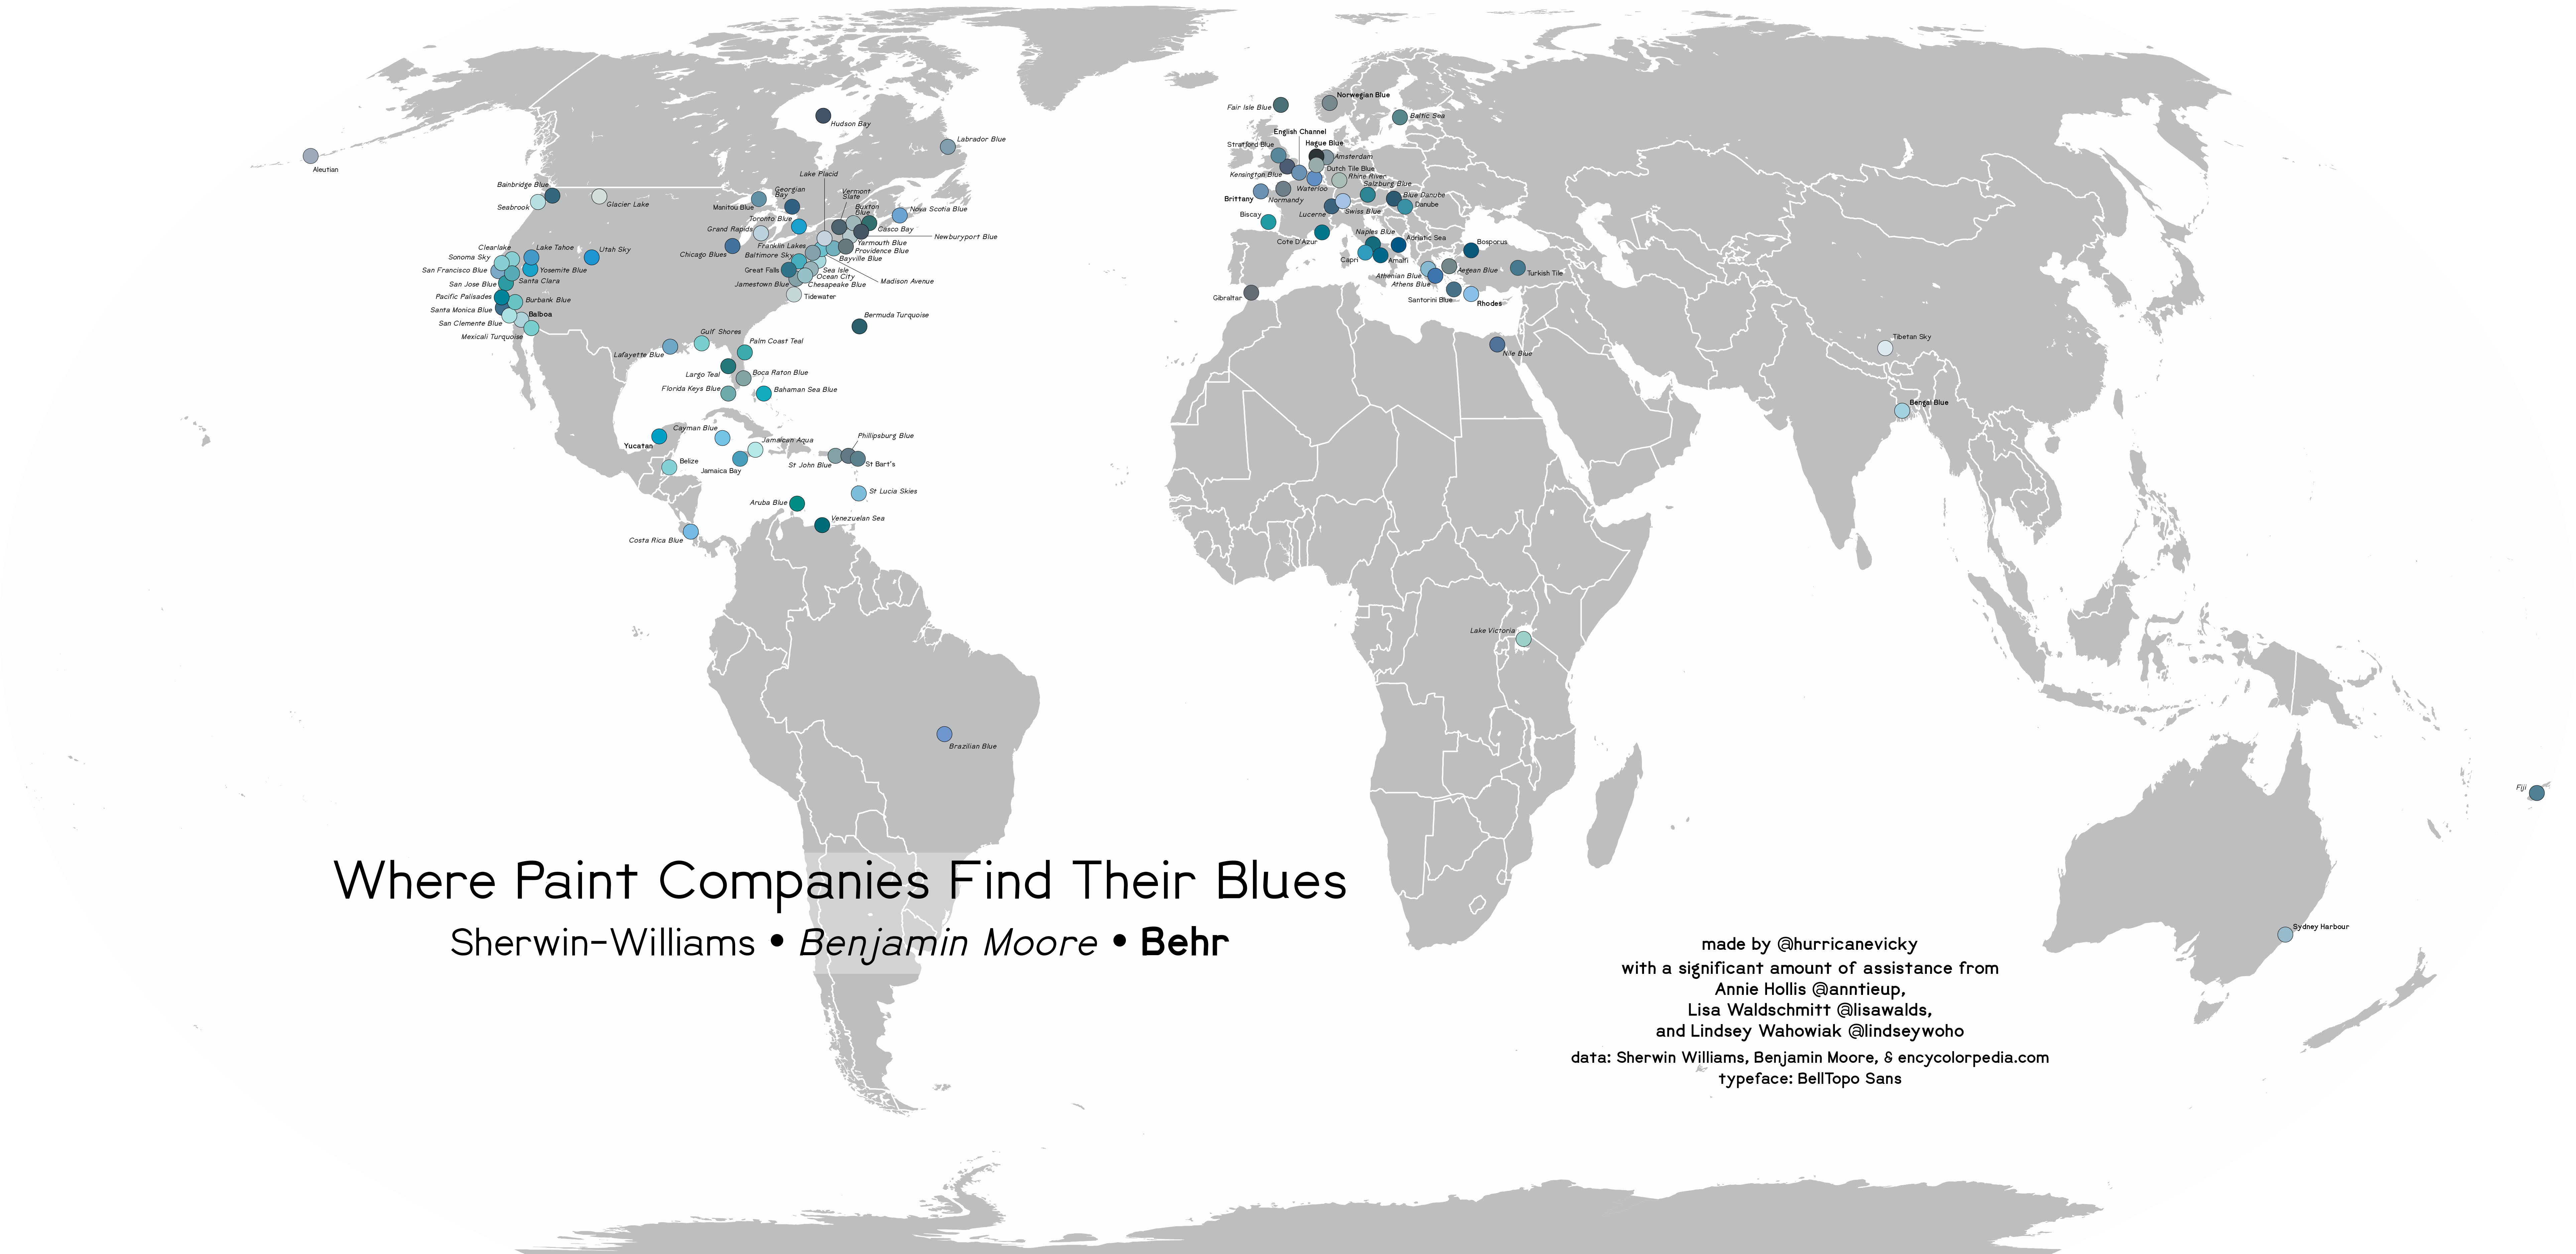 Aleutian
Hudson Bay
Labrador Blue
Bainbridge Blue
Seabrook
Glacier Lake
Lake Placid
Georgian
Bay
Manitou Blue
Vermont
Slate
Buxton
Blue
Toronto Blue
Nova Scotia Blue
Grand Rapids
Casco Bay
Newburyport Blue
Chicago Blues
Franklin Lakes
Yarmouth Blue
Providence Blue
Baltimore Sky
Bayville Blue
Great Falls
Sea Isle
Ocean City
Madison Avenue
Jamestown Blue
Chesapeake Blue
Tidewater
Clearlake
Lake Tahoe
Utah Sky
Sonoma Sky
San Francisco Blue
Yosemite Blue
Santa Clara
San Jose Blue
Pacific Palisades
Burbank Blue
Santa Monica Blue
Balboa
San Clemente Blue
Mexicali Turquoise
Bermuda Turquoise
Gulf Shores
Lafayette Blue
Palm Coast Teal
Largo Teal
Boca Raton Blue
Florida Keys Blue
Bahaman Sea Blue
Cayman Blue
Yucatan
Jamaican Aqua
Phillipsburg Blue
Belize
Jamaica Bay
St John Blue
St Bart's
St Lucia Skies
Aruba Blue
Venezuelan Sea
Costa Rica Blue
Brazilian Blue
Fair Isle Blue
Norwegian Blue
Baltic Sea
English Channel
Stratford Blue
Hague Blue
Amsterdam
Dutch Tile Blue
Kensington Blue
Rhine River
Salzburg Blue
Waterloo
Brittany
Normandy
Blue Danube
Danube
Biscay
Lucerne
Swiss Blue
Cote D'Azur
Naples Blue
Adriatic Sea
Bosporus
Capri
Amalfi
Athenian Blue
Aegean Blue
Turkish Tile
Athens Blue
Gibraltar
Santorini Blue
Rhodes
Nile Blue
Tibetan Sky
Bengal Blue
Lake Victoria
Fiji
Sydney Harbour
Where Paint Companies Find Their Blues
Sherwin-Williams • Benjamin Moore • Behr
made by @hurricanevicky
with a significant amount of assistance from
Annie Hollis @anntieup,
Lisa Waldschmitt @lisawalds,
and Lindsey Wahowiak @lindseywoho
data: Sherwin Williams, Benjamin Moore, & encycolorpedia.com
typeface: BellTopo Sans